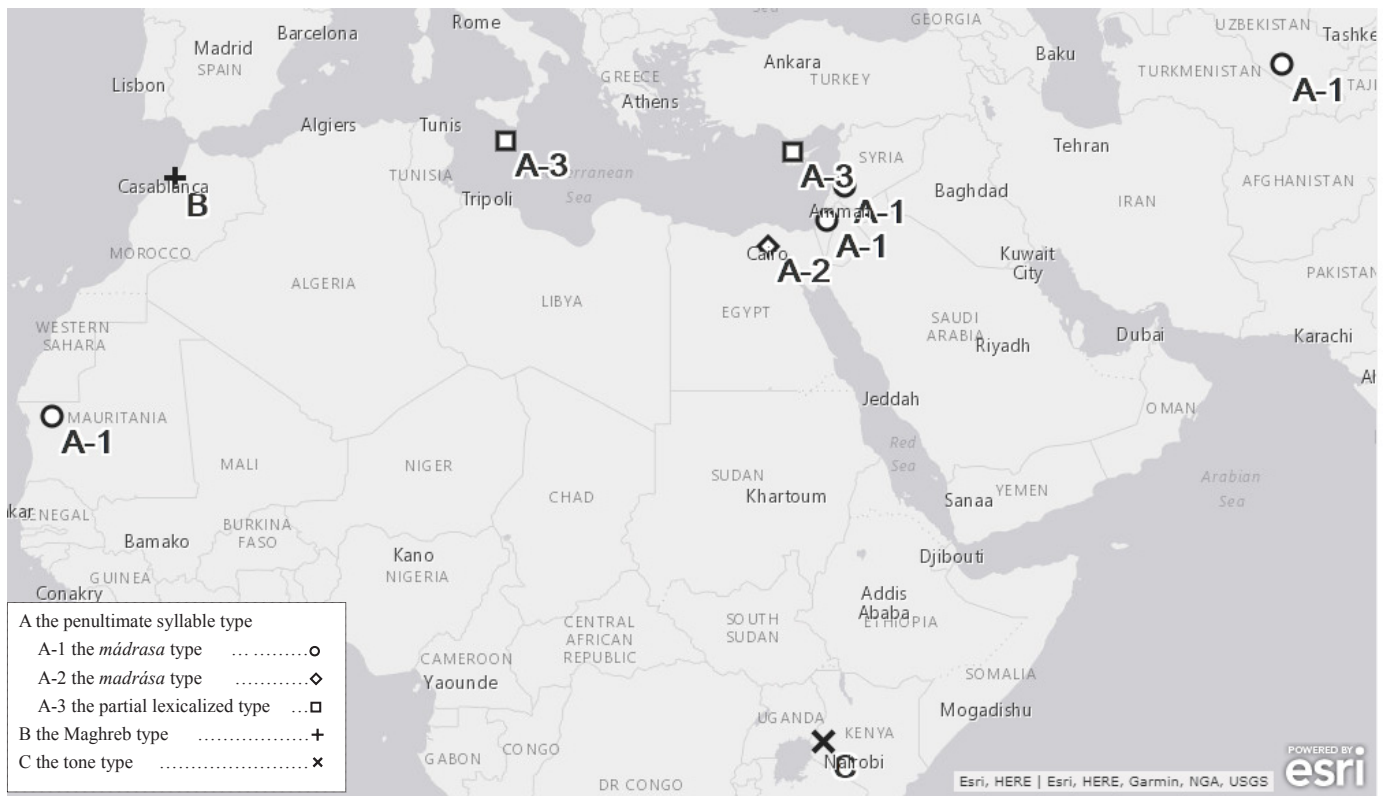 Sea
GEORGIA
UZBEKISTAN
Tashke
Rome
Barcelona
Madrid
SPAIN
Baku
Ankara
TURKEY
TURKMENISTAN
A-1
TAJI
GREECE
Lisbon
Athens
Algiers
Tunis
Tehran
A-3
rranean
Sea
SYRIA
TUNISIA
A-3
AFGHANISTAN
Casablanca
B
Tripoli
Baghdad
IRAN
Amman
A-1
A-1
MOROCCO
Cairo
A-2
Kuwait
City
PAKISTAN
ALGERIA
LIBYA
EGYPT
WESTERN
SAHARA
SAUDI
ARABIA
Riyadh
Dubai
Karachi
Ah
Jeddah
OMAN
MAURITANIA
A-1
Red
Sea
MALI
NIGER
SUDAN
Khartoum
CHAD
Sanaa
YEMEN
Arabian
Sea
kar
SENEGAL
BURKINA
FASO
Bamako
Kano
NIGERIA
Djibouti
GUINEA
Conakry
Addis
Ababa
ETHIOPIA
CENTRAL
AFRICAN
REPUBLIC
SOUTH
SUDAN
CAMEROON
Yaounde
SOMALIA
Mogadishu
UGANDA
KENYA
Nairobi
C
GABON
CONGO
DR CONGO
A the penultimate syllable type
A-1 the mádrasa type ... .........○
A-2 the madrása type ............◇
A-3 the partial lexicalized type ...□
B the Maghreb type ..................+
C the tone type ........................×
POWERED BY
esri
Esri, HERE | Esri, HERE, Garmin, NGA, USGS